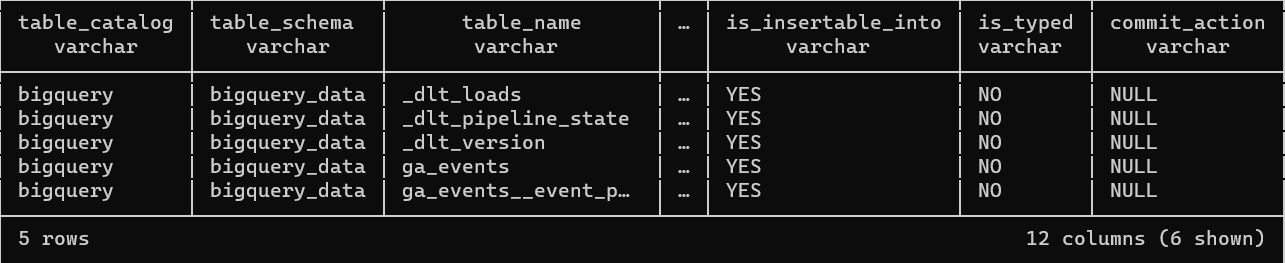 table_catalog table_schema table_name … is_insertable_into is_typed commit_action
varchar varchar varchar varchar varchar varchar
bigquery bigquery_data _dlt_loads … YES NO NULL
bigquery bigquery_data _dlt_pipeline_state … YES NO NULL
bigquery bigquery_data _dlt_version … YES NO NULL
bigquery bigquery_data ga_events … YES NO NULL
bigquery bigquery_data ga_events__event_p… … YES NO NULL
5 rows 12 columns (6 shown)